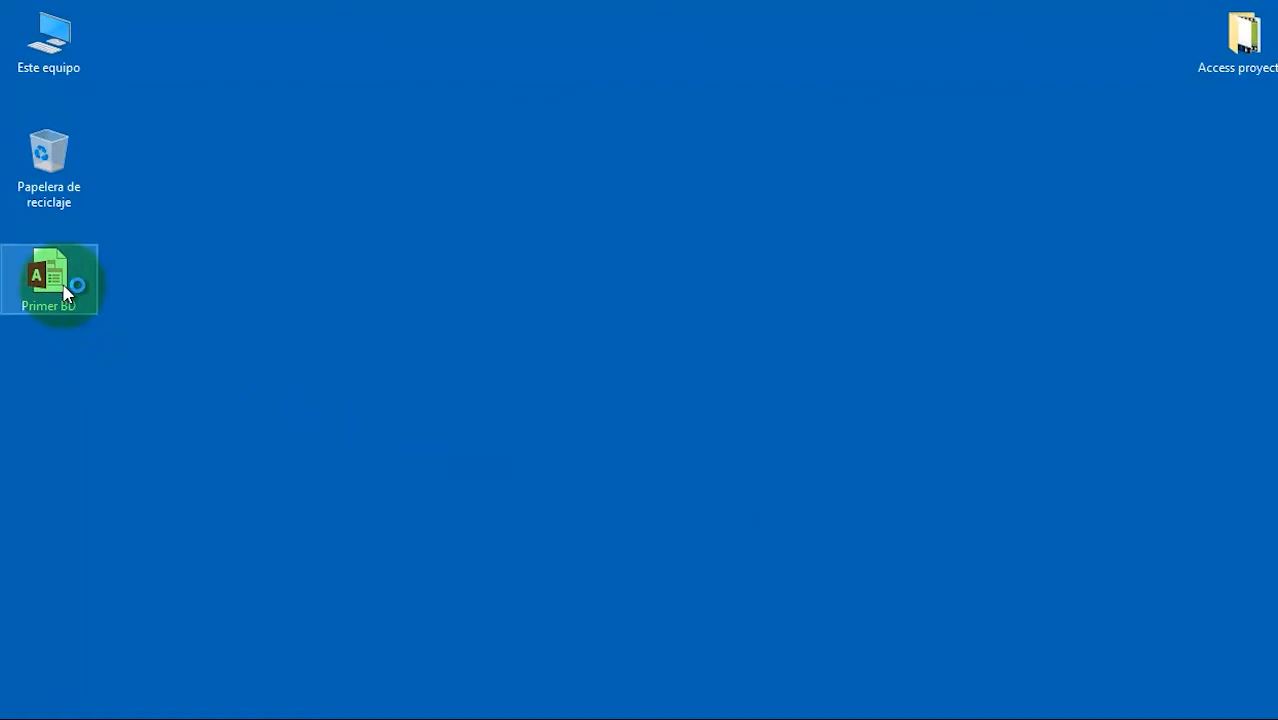 Este equipo
Access proyect
Papelera de
reciclaje
A
Primer BD